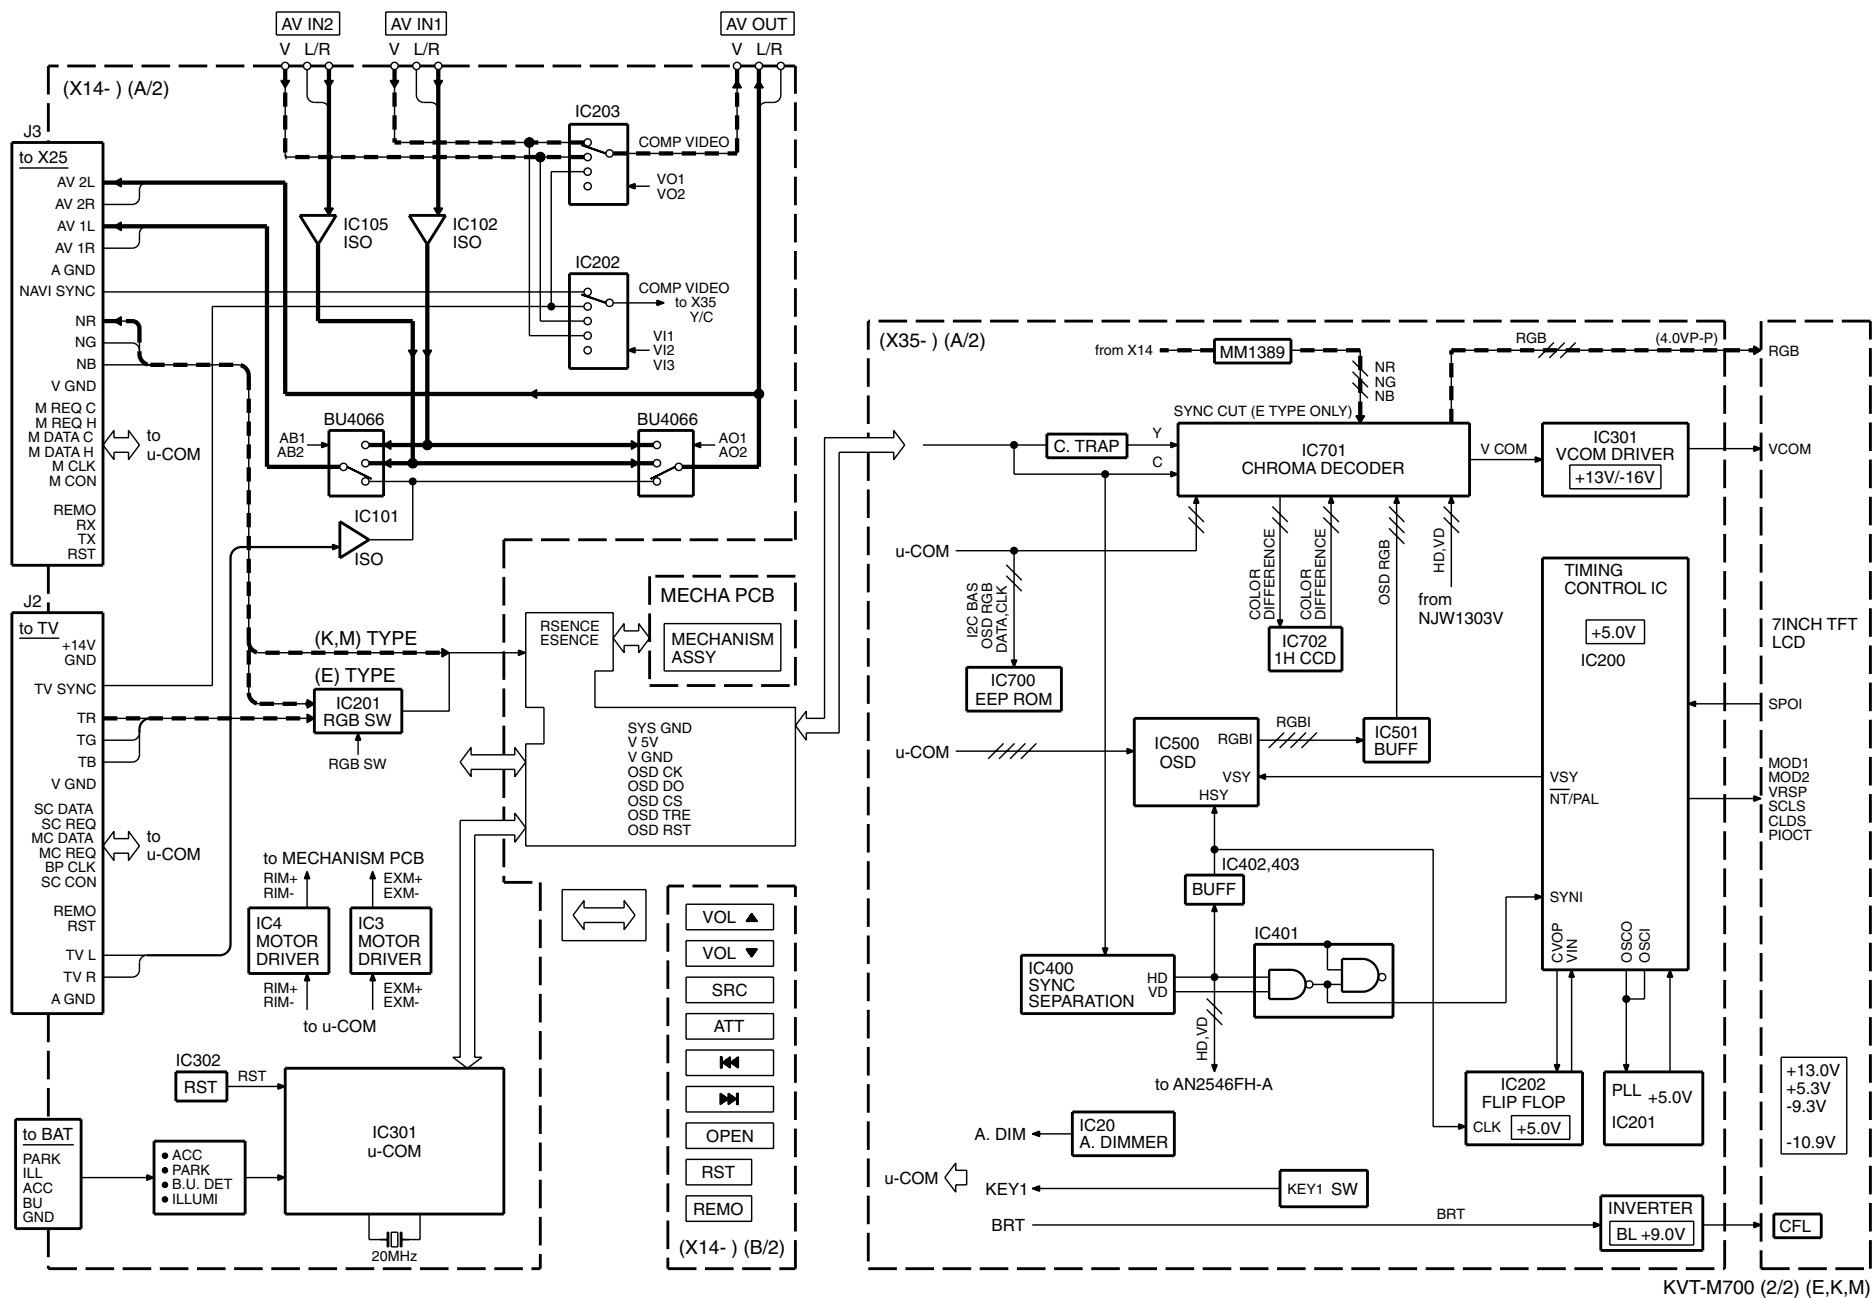 AV IN2
AV IN1
AV OUT
V L/R
V L/R
V L/R
(X14- ) (A/2)
J3
to X25
AV 2L
AV 2R
AV 1L
AV 1R
A GND
NAVI SYNC
NR
NG
NB
V GND
M REQ C
M REQ H
M DATA C
M DATA H
M CLK
M CON
REMO
RX
TX
RST
to
u-COM
IC203
COMP VIDEO
VO1
VO2
IC105
ISO
IC102
ISO
IC202
COMP VIDEO
to X35
Y/C
VI1
VI2
VI3
BU4066
AB1
AB2
BU4066
AO1
AO2
IC101
ISO
J2
to TV
+14V
GND
TV SYNC
TR
TG
TB
V GND
SC DATA
SC REQ
MC DATA
MC REQ
BP CLK
SC CON
REMO
RST
TV L
TV R
A GND
to
u-COM
(K,M) TYPE
(E) TYPE
IC201
RGB SW
RGB SW
RSENCE
ESENCE
MECHA PCB
MECHANISM
ASSY
SYS GND
V 5V
V GND
OSD CK
OSD DO
OSD CS
OSD TRE
OSD RST
to MECHANISM PCB
RIM+
RIM-
EXM+
EXM-
IC4
MOTOR
DRIVER
IC3
MOTOR
DRIVER
RIM+
RIM-
EXM+
EXM-
to u-COM
IC302
RST
RST
IC301
u-COM
20MHz
to BAT
PARK
ILL
ACC
BU
GND
● ACC
● PARK
● B.U. DET
● ILLUMI
VOL ▲
VOL ▼
SRC
ATT
⏮
⏭
OPEN
RST
REMO
(X14- ) (B/2)
(X35- ) (A/2)
from X14
MM1389
NR
NG
NB
SYNC CUT (E TYPE ONLY)
RGB
(4.0VP-P)
RGB
C. TRAP
Y
C
IC701
CHROMA DECODER
V COM
IC301
VCOM DRIVER
+13V/-16V
VCOM
u-COM
I2C BAS
OSD RGB
DATA,CLK
COLOR
DIFFERENCE
COLOR
DIFFERENCE
OSD RGB
HD,VD
from
NJW1303V
IC702
1H CCD
IC700
EEP ROM
TIMING
CONTROL IC
+5.0V
IC200
7INCH TFT
LCD
SPOI
u-COM
IC500
OSD
RGBI
VSY
HSY
RGBI
IC501
BUFF
VSY
NT/PAL
MOD1
MOD2
VRSP
SCLS
CLDS
PIOCT
IC402,403
BUFF
SYNI
CVOP
VIN
OSCO
OSCI
IC401
IC400
SYNC
SEPARATION
HD
VD
HD,VD
to AN2546FH-A
IC202
FLIP FLOP
CLK
+5.0V
PLL +5.0V
IC201
+13.0V
+5.3V
-9.3V
-10.9V
A. DIM
IC20
A. DIMMER
u-COM
KEY1
KEY1 SW
BRT
BRT
INVERTER
BL +9.0V
CFL
KVT-M700 (2/2) (E,K,M)